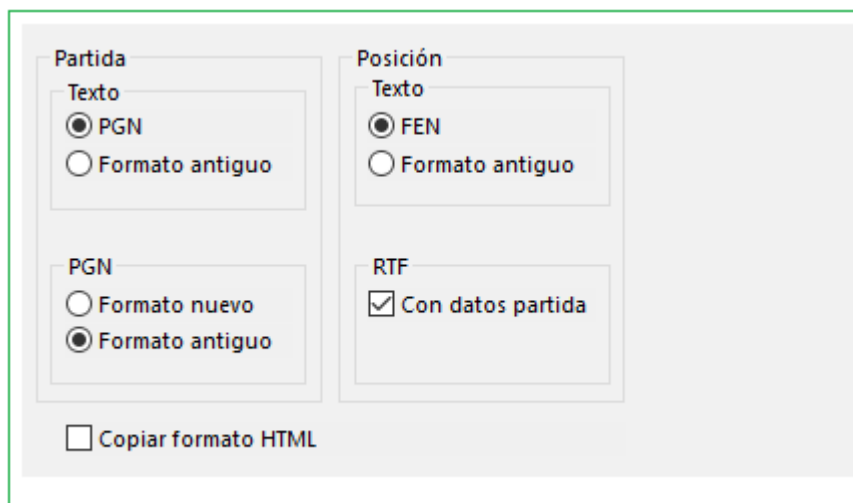 Partida
Texto
PGN
Formato antiguo
PGN
Formato nuevo
Formato antiguo
Posición
Texto
FEN
Formato antiguo
RTF
Con datos partida
Copiar formato HTML